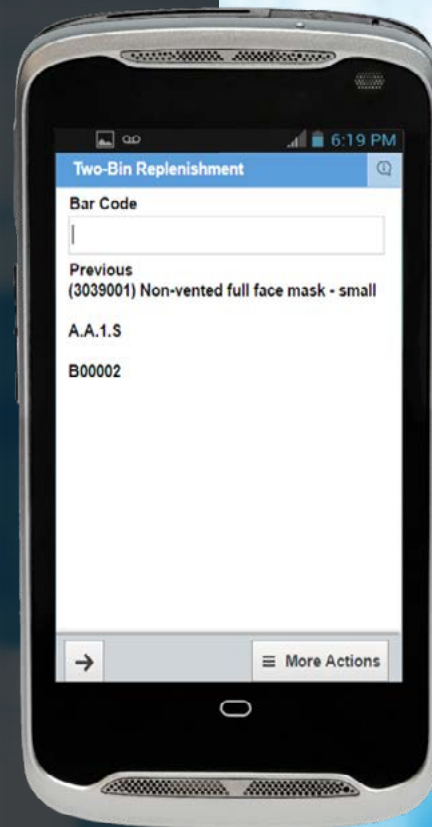 6:19 PM
Two-Bin Replenishment
Bar Code
Previous
(3039001) Non-vented full face mask - small
A.A.1.S
B00002
→
≡ More Actions